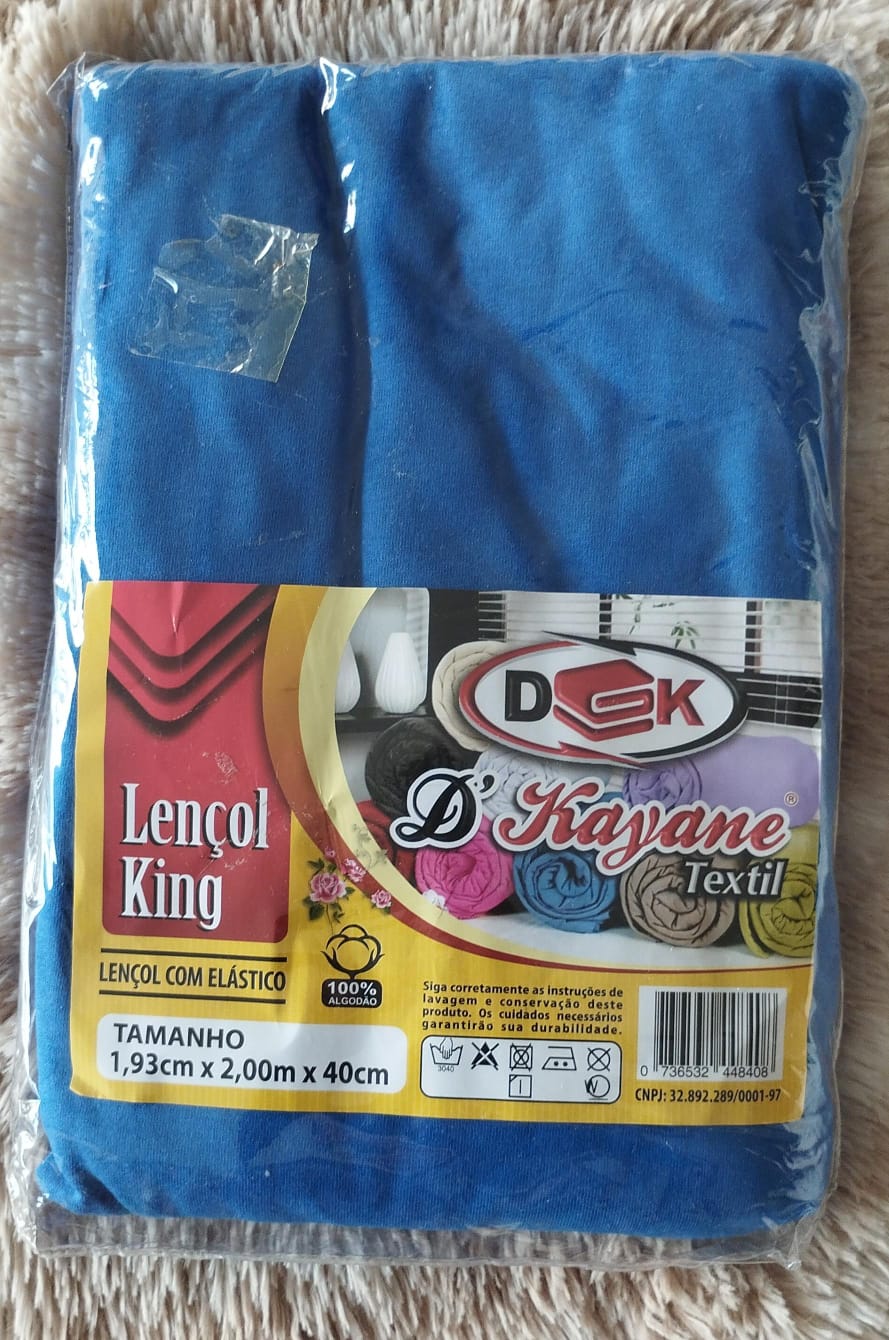 DGK
D' Kayane®
Textil
Lençol
King
LENÇOL COM ELÁSTICO
100%
ALGODÃO
TAMANHO
1,93cm x 2,00m x 40cm
Siga corretamente as instruções de
lavagem e conservação deste
produto. Os cuidados necessários
garantirão sua durabilidade.
3040
0 736532 448408
CNPJ: 32.892.289/0001-97